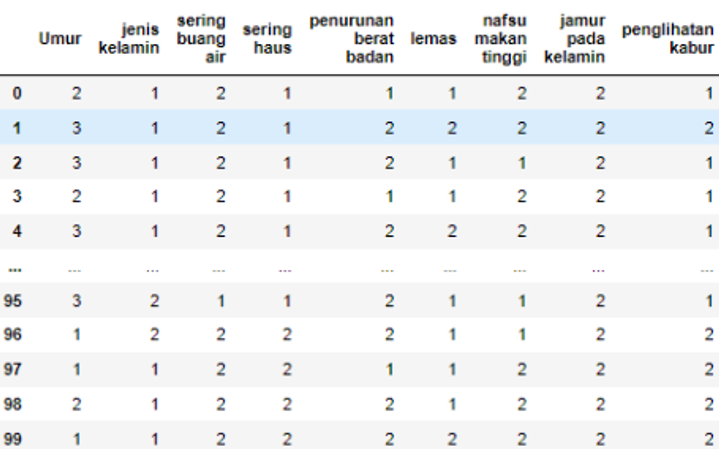 Umur jenis kelamin sering buang air sering haus penurunan berat badan lemas nafsu makan tinggi jamur pada kelamin penglihatan kabur
0 2 1 2 1 1 1 2 2 1
1 3 1 2 1 2 2 2 2 2
2 3 1 2 1 2 1 1 2 1
3 2 1 2 1 1 1 2 2 1
4 3 1 2 1 2 2 2 2 1
... ... ... ... ... ... ... ... ... ...
95 3 2 1 1 2 1 1 2 1
96 1 2 2 2 2 1 1 2 2
97 1 1 2 2 1 1 2 2 2
98 2 1 2 2 2 1 2 2 2
99 1 1 2 2 2 2 2 2 2